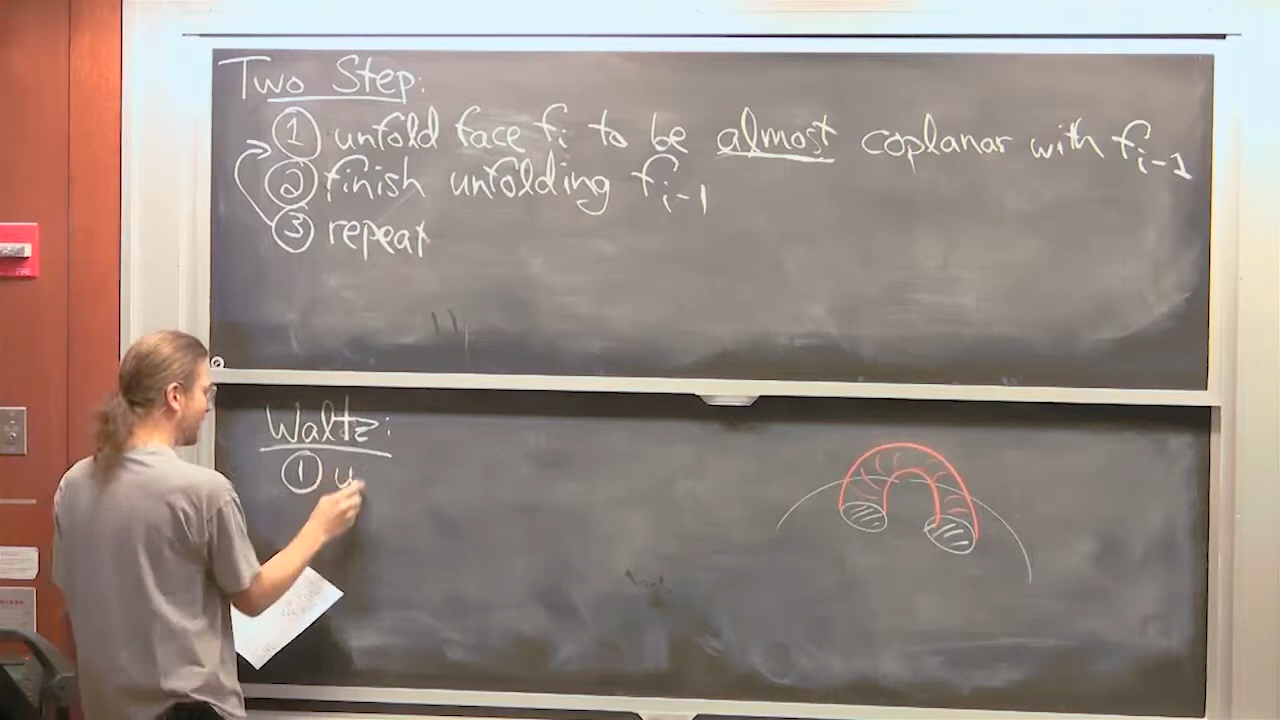 Two Step:
① unfold face fi to be almost coplanar with fi-1
② finish unfolding fi-1
③ repeat
Waltz:
① u